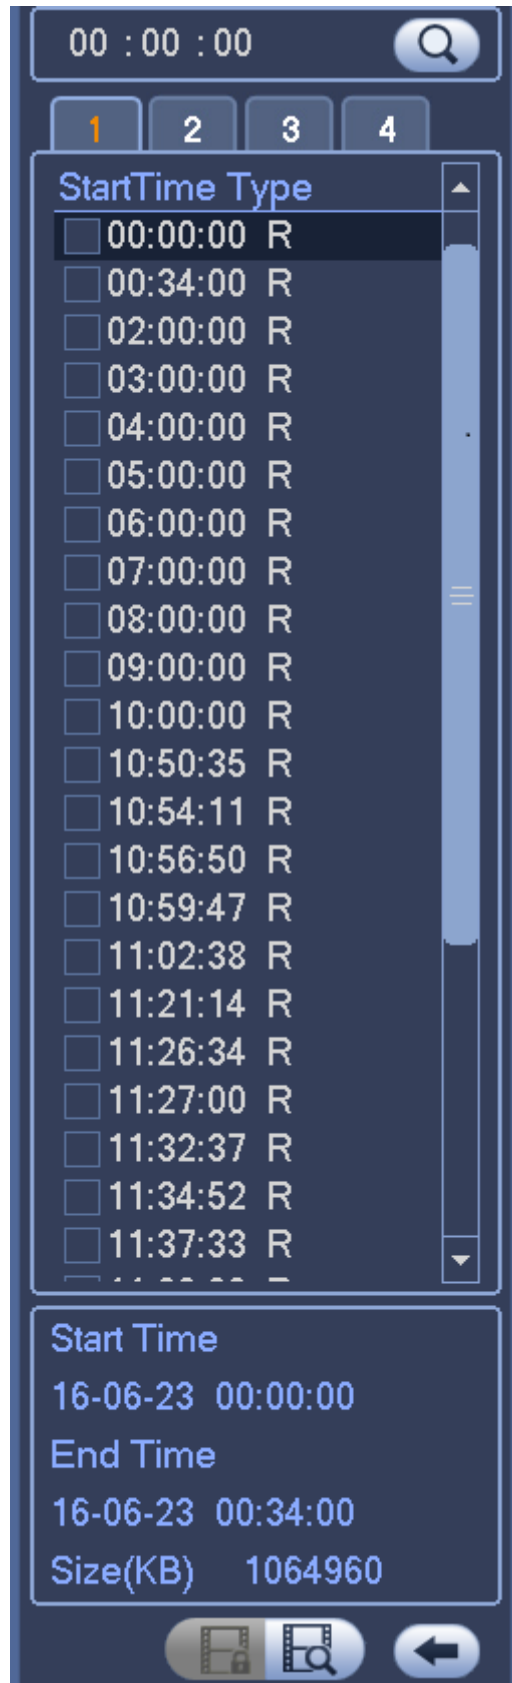 00 : 00 : 00
1 2 3 4
StartTime Type
00:00:00 R
00:34:00 R
02:00:00 R
03:00:00 R
04:00:00 R
05:00:00 R
06:00:00 R
07:00:00 R
08:00:00 R
09:00:00 R
10:00:00 R
10:50:35 R
10:54:11 R
10:56:50 R
10:59:47 R
11:02:38 R
11:21:14 R
11:26:34 R
11:27:00 R
11:32:37 R
11:34:52 R
11:37:33 R
Start Time
16-06-23 00:00:00
End Time
16-06-23 00:34:00
Size(KB) 1064960